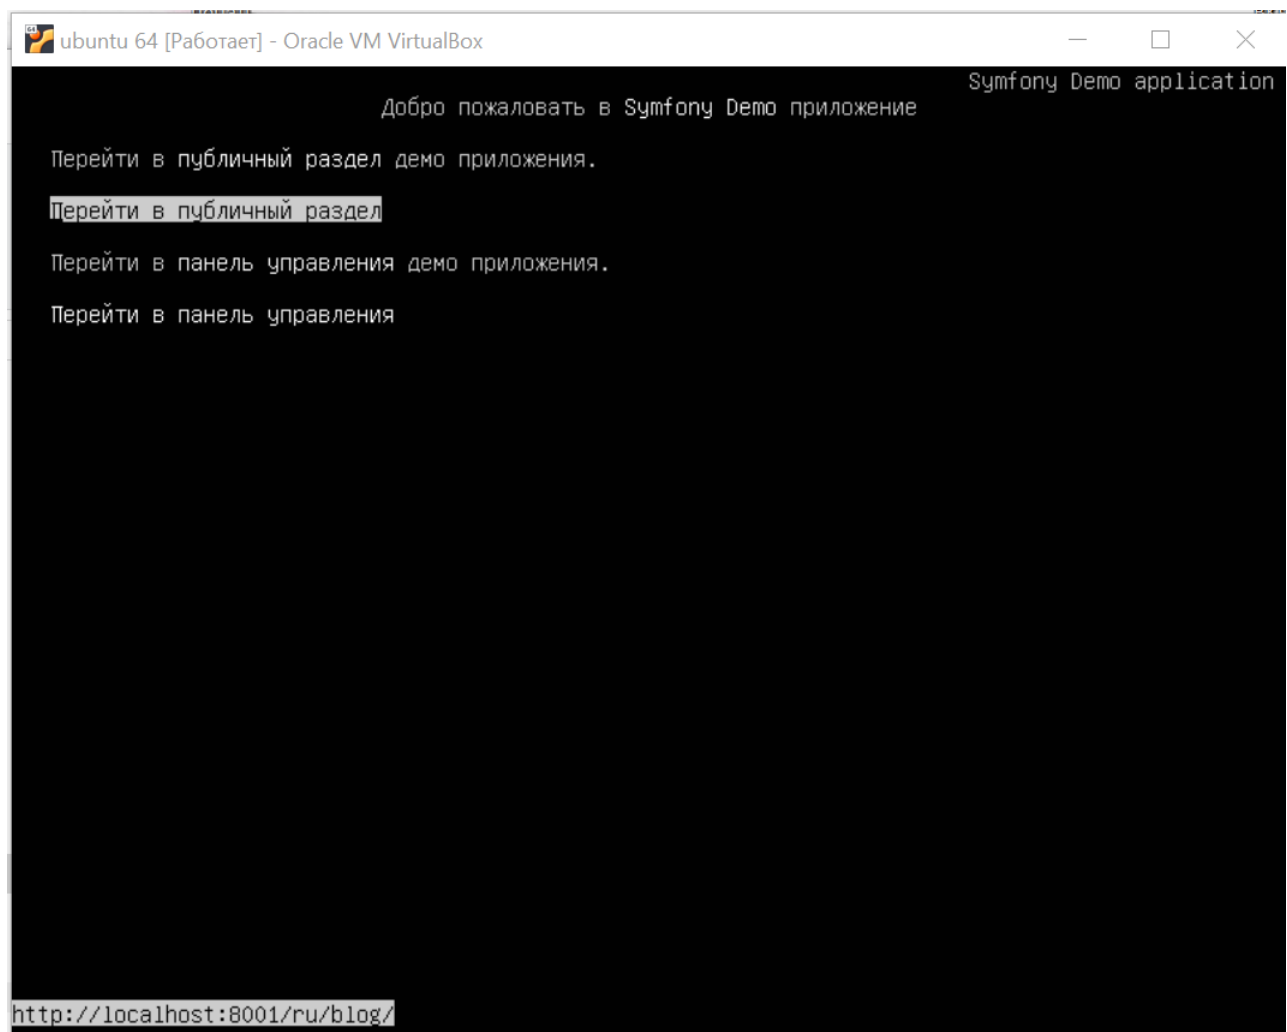 ubuntu 64 [Работает] - Oracle VM VirtualBox
Symfony Demo application
Добро пожаловать в Symfony Demo приложение
Перейти в публичный раздел демо приложения.
Перейти в публичный раздел
Перейти в панель управления демо приложения.
Перейти в панель управления
http://localhost:8001/ru/blog/